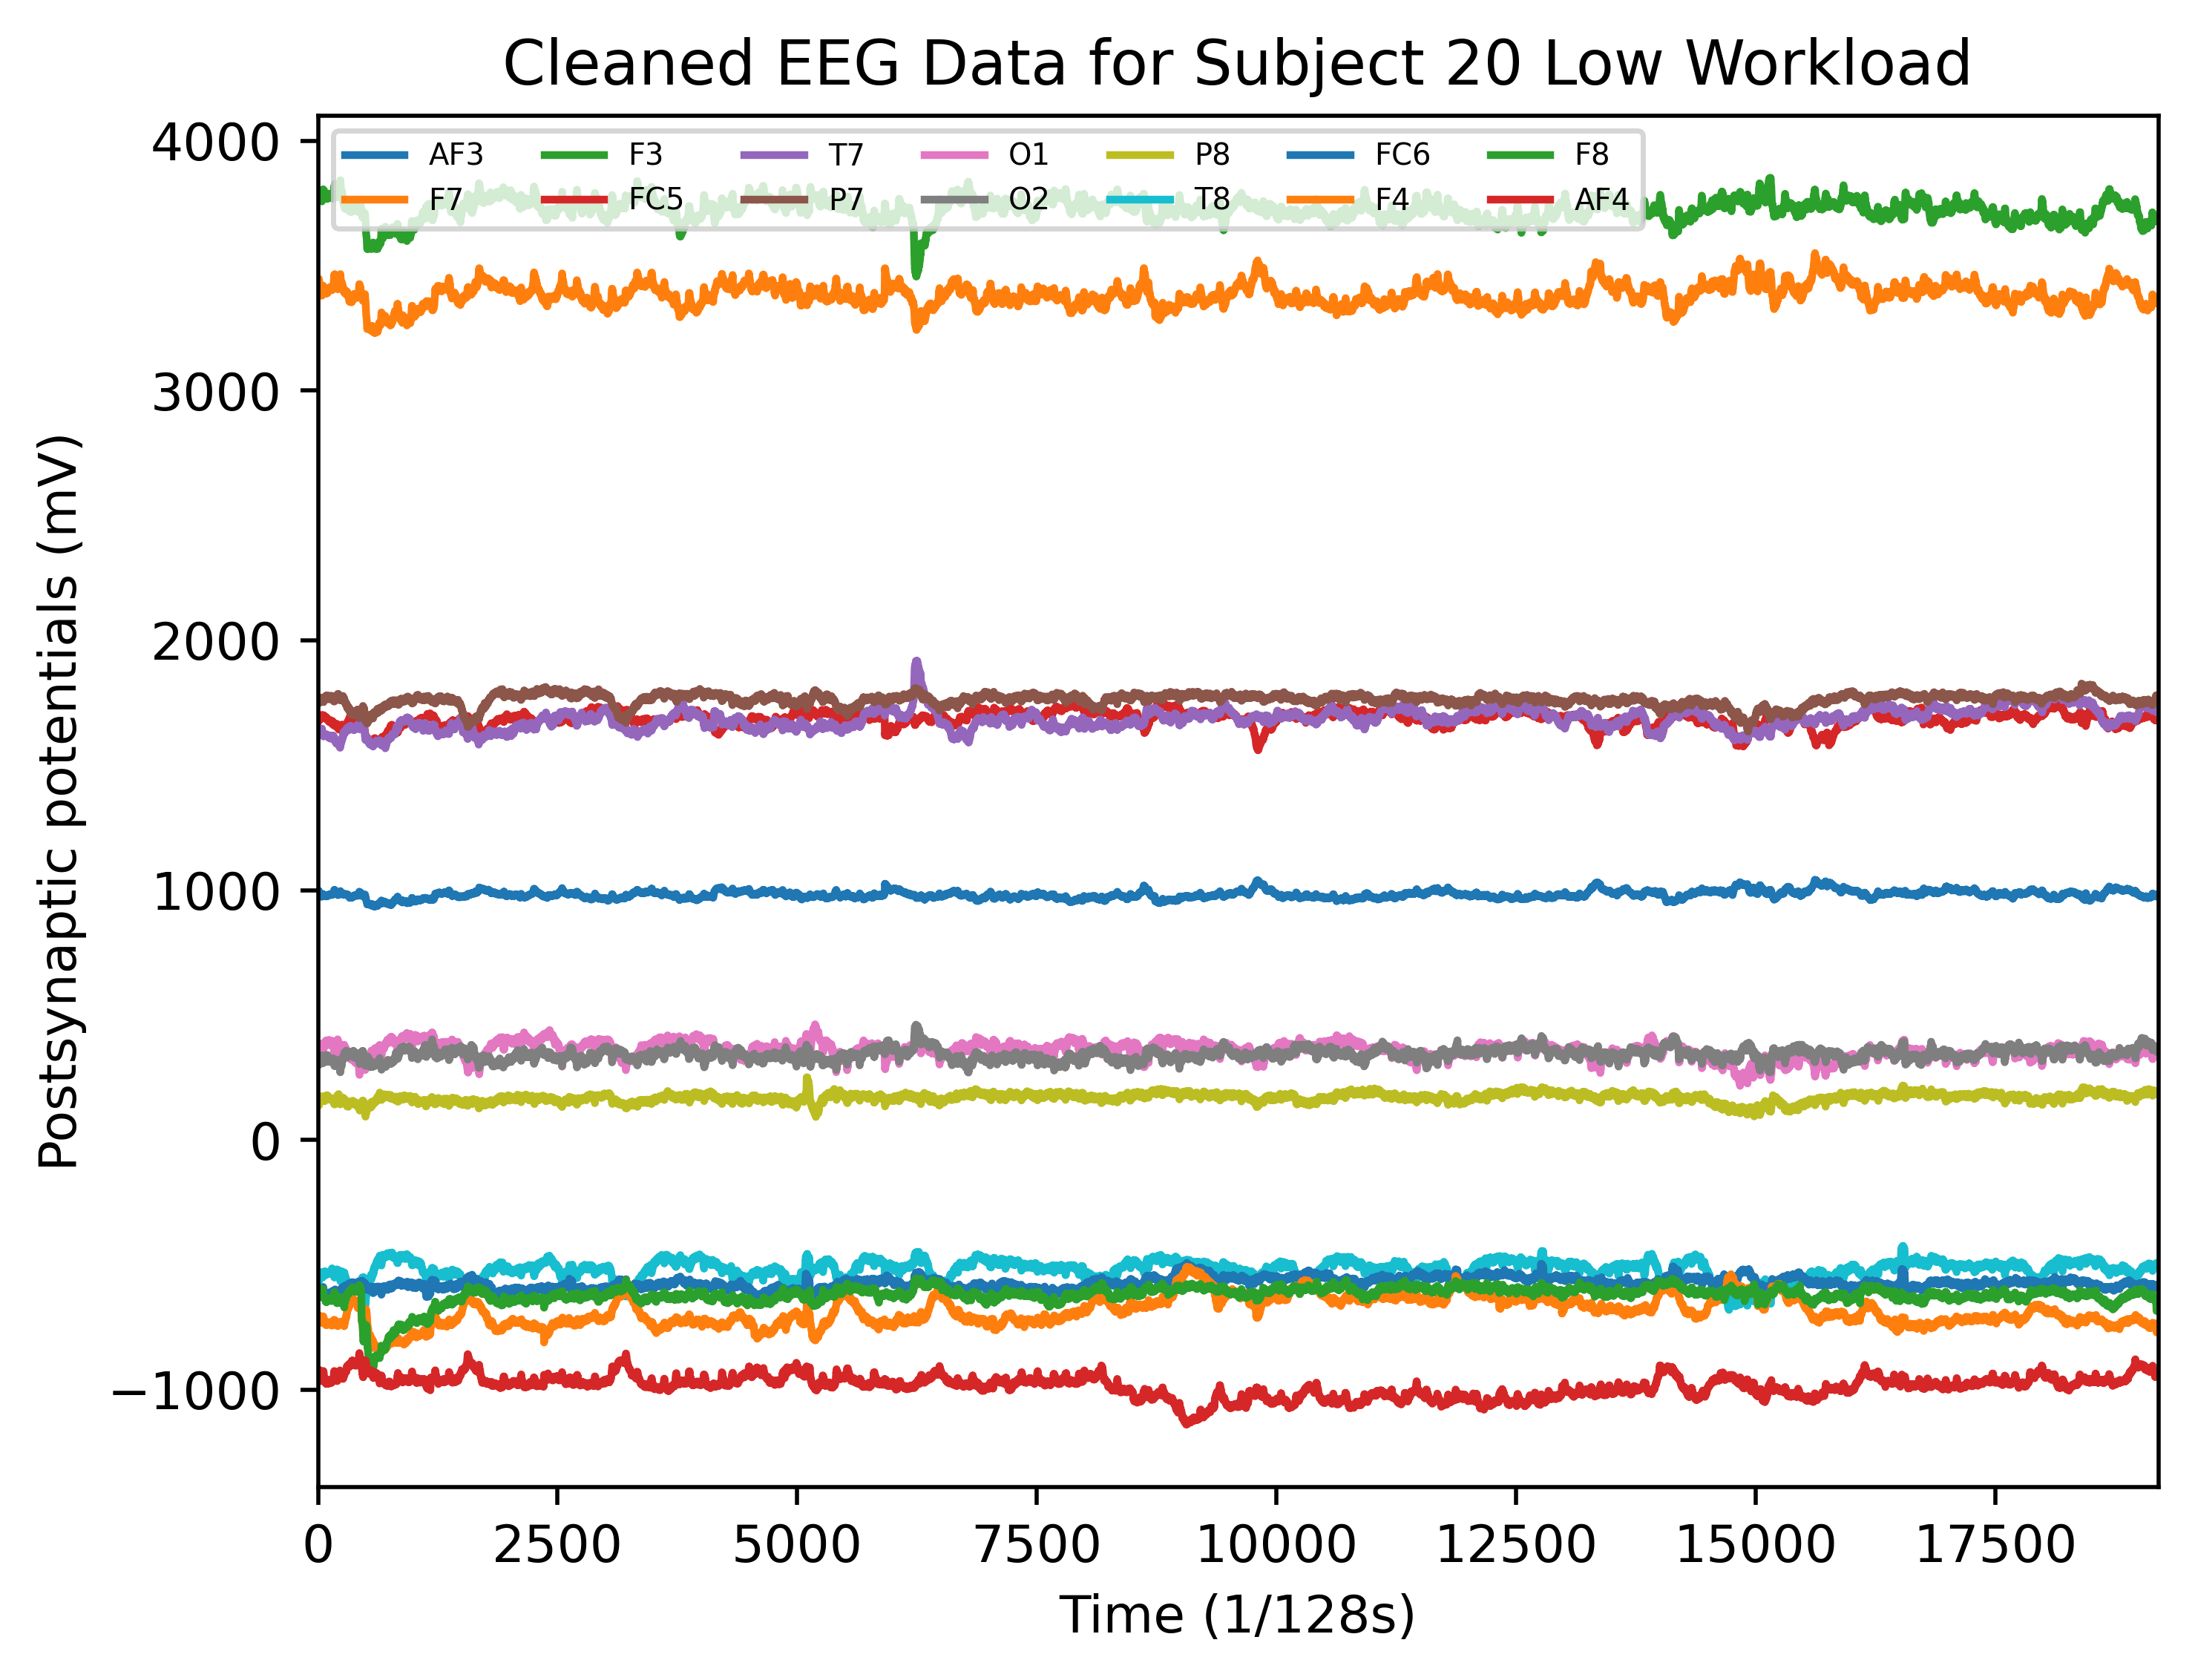 Cleaned EEG Data for Subject 20 Low Workload
AF3 F3 T7 O1 P8 FC6 F8
F7 FC5 P7 O2 T8 F4 AF4
4000
3000
2000
1000
0
−1000
Postsynaptic potentials (mV)
0 2500 5000 7500 10000 12500 15000 17500
Time (1/128s)